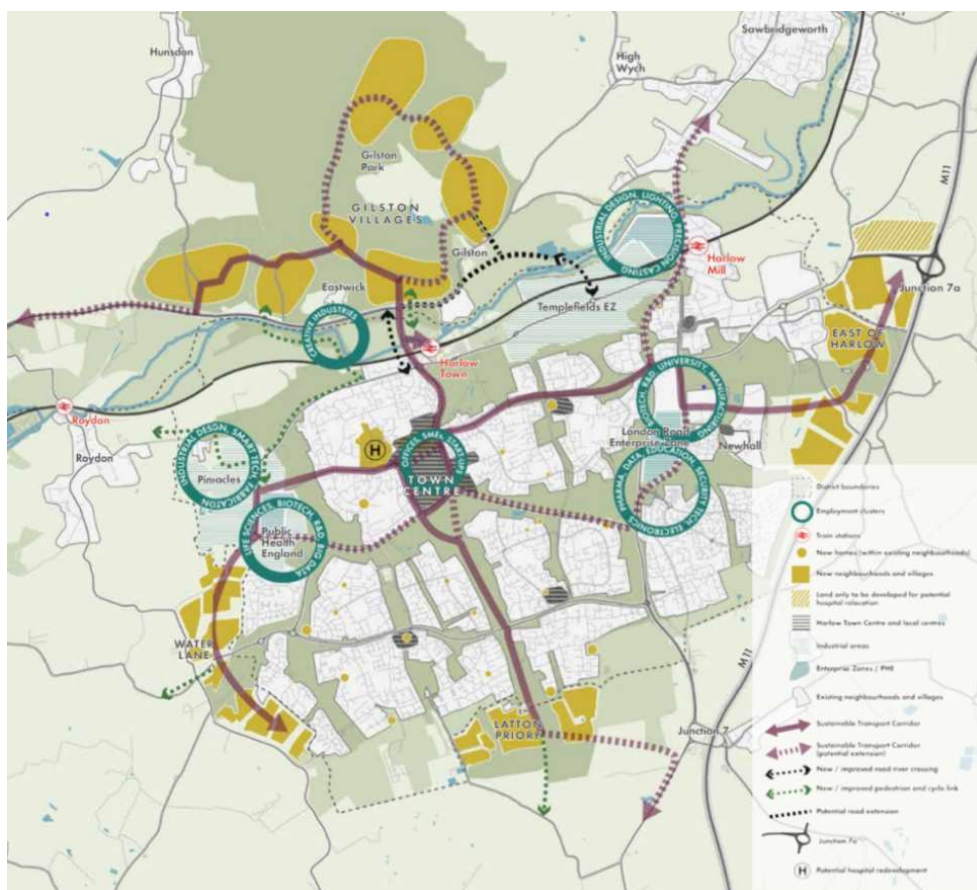 Hunsdon
Sawbridgeworth
High
Wych
M11
Gilston
Park
GILSTON
VILLAGES
INDUSTRIAL DESIGN, LIGHTING, PRECISION CASTING
Harlow
Mill
Gilston
Eastwick
Templefields EZ
Junction 7a
CREATIVE INDUSTRIES
EAST OF
HARLOW
Harlow
Town
Roydon
Roydon
BIOTECH, R&D, UNIVERSITY, MANUFACTURING
London Road
Enterprise Zone
Newhall
INDUSTRIAL DESIGN, SMART TECH, FABRICATION
Pinnacles
H
OFFICES, SMEs, STARTUPS
TOWN
CENTRE
PHARMA, DATA, EDUCATION, SECURITY TECH, ELECTRONICS
LIFE SCIENCES, BIOTECH, R&D, BIG DATA
Public
Health
England
WATER
LANE
LATTON
PRIORY
Junction 7
M11
District boundaries
Employment clusters
Train stations
New homes (within existing neighbourhoods)
New neighbourhoods and villages
Land only to be developed for potential
hospital relocation
Harlow Town Centre and local centres
Industrial areas
Enterprise Zones / PHE
Existing neighbourhoods and villages
Sustainable Transport Corridor
Sustainable Transport Corridor
(potential extension)
New / improved road river crossing
New / improved pedestrian and cycle link
Potential road extension
Junction 7a
H
Potential hospital redevelopment